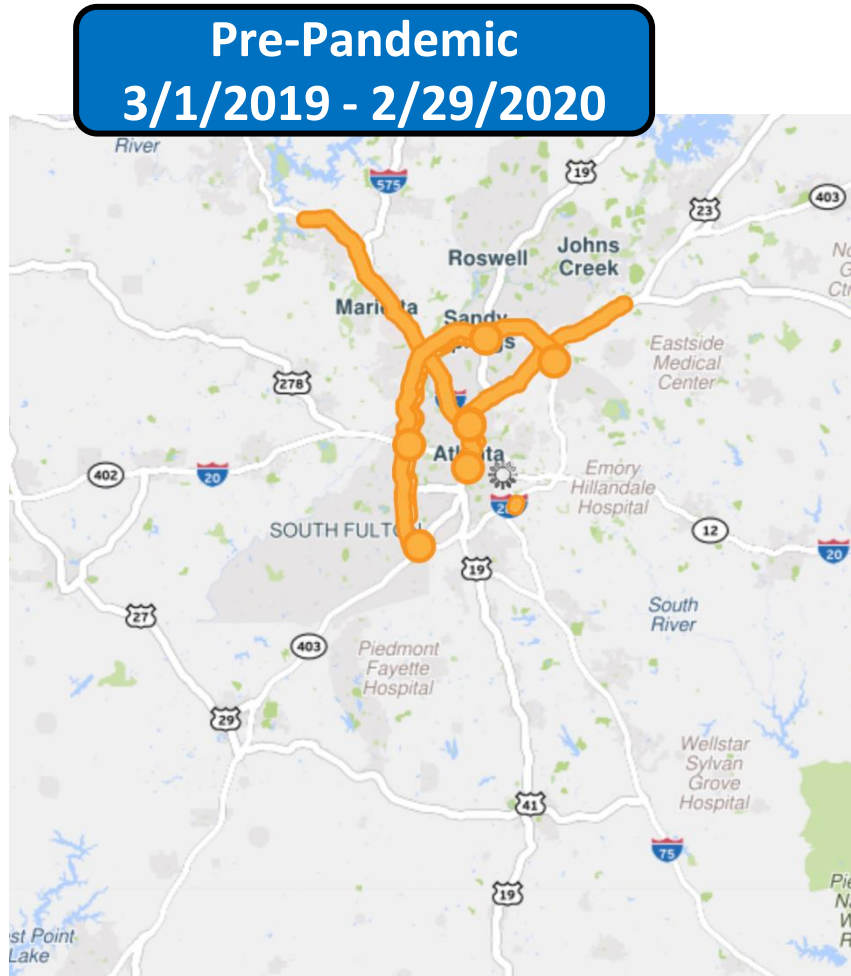 Pre-Pandemic
3/1/2019 - 2/29/2020
River
575
19
23
403
Roswell
Johns
Creek
Sandy
Eastside
Medical
Center
278
402
20
Emory
Hillandale
Hospital
12
20
SOUTH FULTON
19
27
South
River
403
Piedmont
Fayette
Hospital
29
Wellstar
Sylvan
Grove
Hospital
41
75
19
Lake